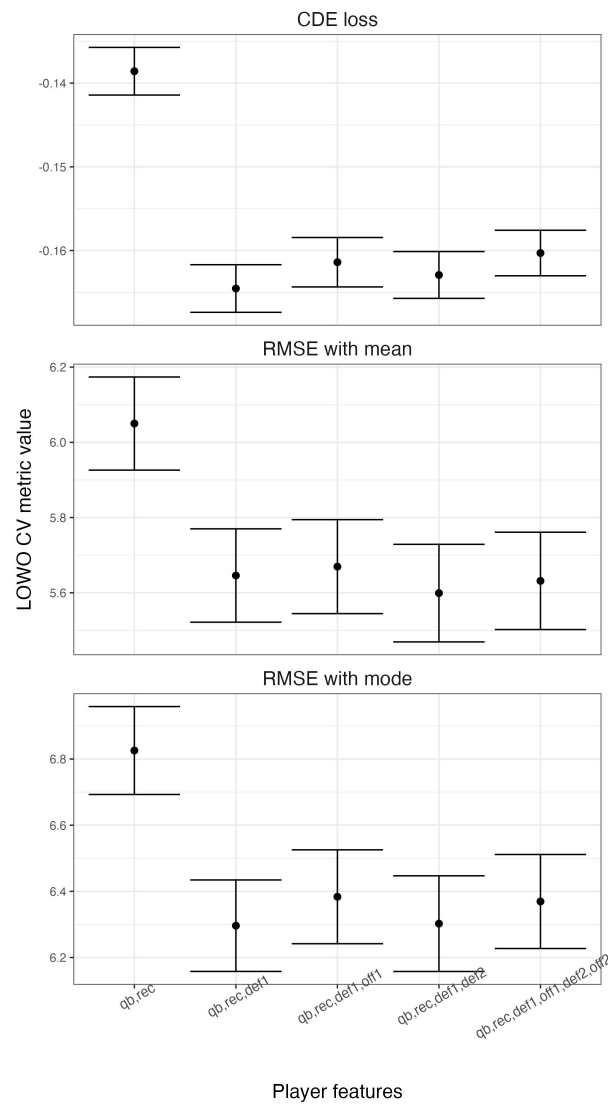 CDE loss
-0.14
-0.15
-0.16
RMSE with mean
6.2
6.0
5.8
5.6
LOWO CV metric value
RMSE with mode
6.8
6.6
6.4
6.2
qb,rec
qb,rec,def1
qb,rec,def1,off1
qb,rec,def1,def2
qb,rec,def1,off1,def2,off2
Player features